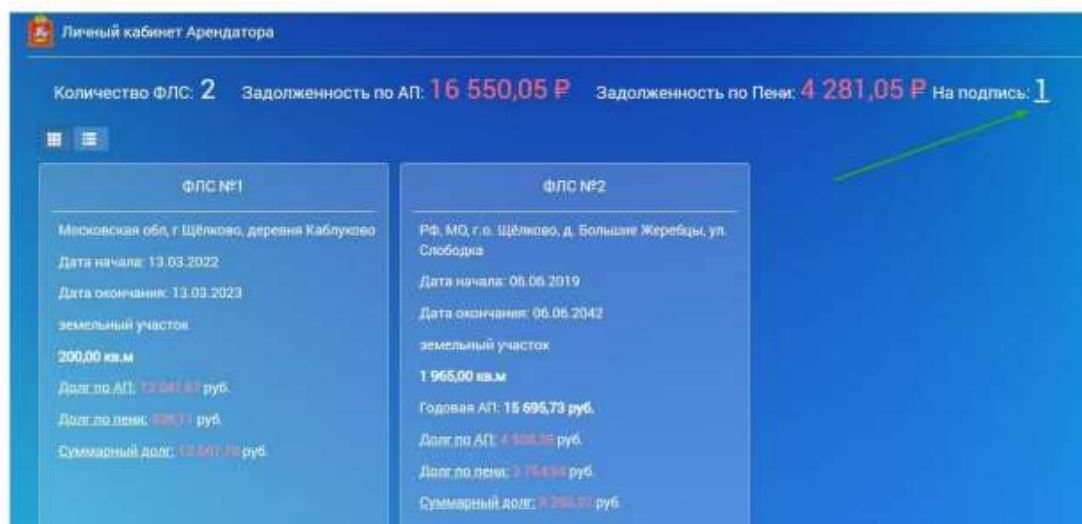 Личный кабинет Арендатора
Количество ФЛС: 2 Задолженность по АП: 16 550,05 ₽ Задолженность по Пени: 4 281,05 ₽ На подпись: 1
ФЛС №1
Московская обл, г Щёлково, деревня Каблуково
Дата начала: 13.03.2022
Дата окончания: 13.03.2023
земельный участок
200,00 кв.м
Долг по АП: руб.
Долг по пени: руб.
Суммарный долг: руб.
ФЛС №2
РФ, МО, г.о. Щёлково, д. Большие Жеребцы, ул.
Слободка
Дата начала: 06.06.2019
Дата окончания: 06.06.2042
земельный участок
1 965,00 кв.м
Годовая АП: 15 695,73 руб.
Долг по АП: руб.
Долг по пени: руб.
Суммарный долг: руб.